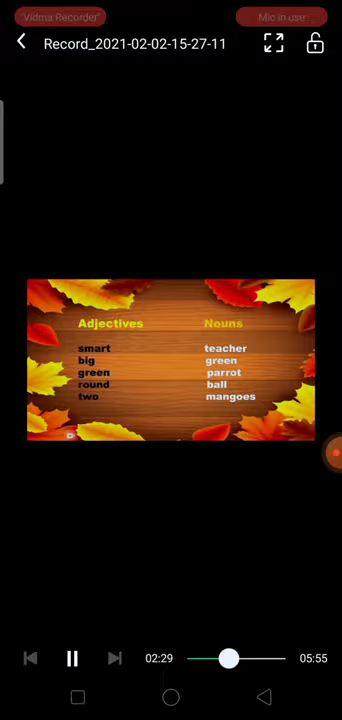 "Vidma Recorder" Mic in use
Record_2021-02-02-15-27-11
Adjectives Nouns
smart teacher
big green
green parrot
round ball
two mangoes
02:29 05:55